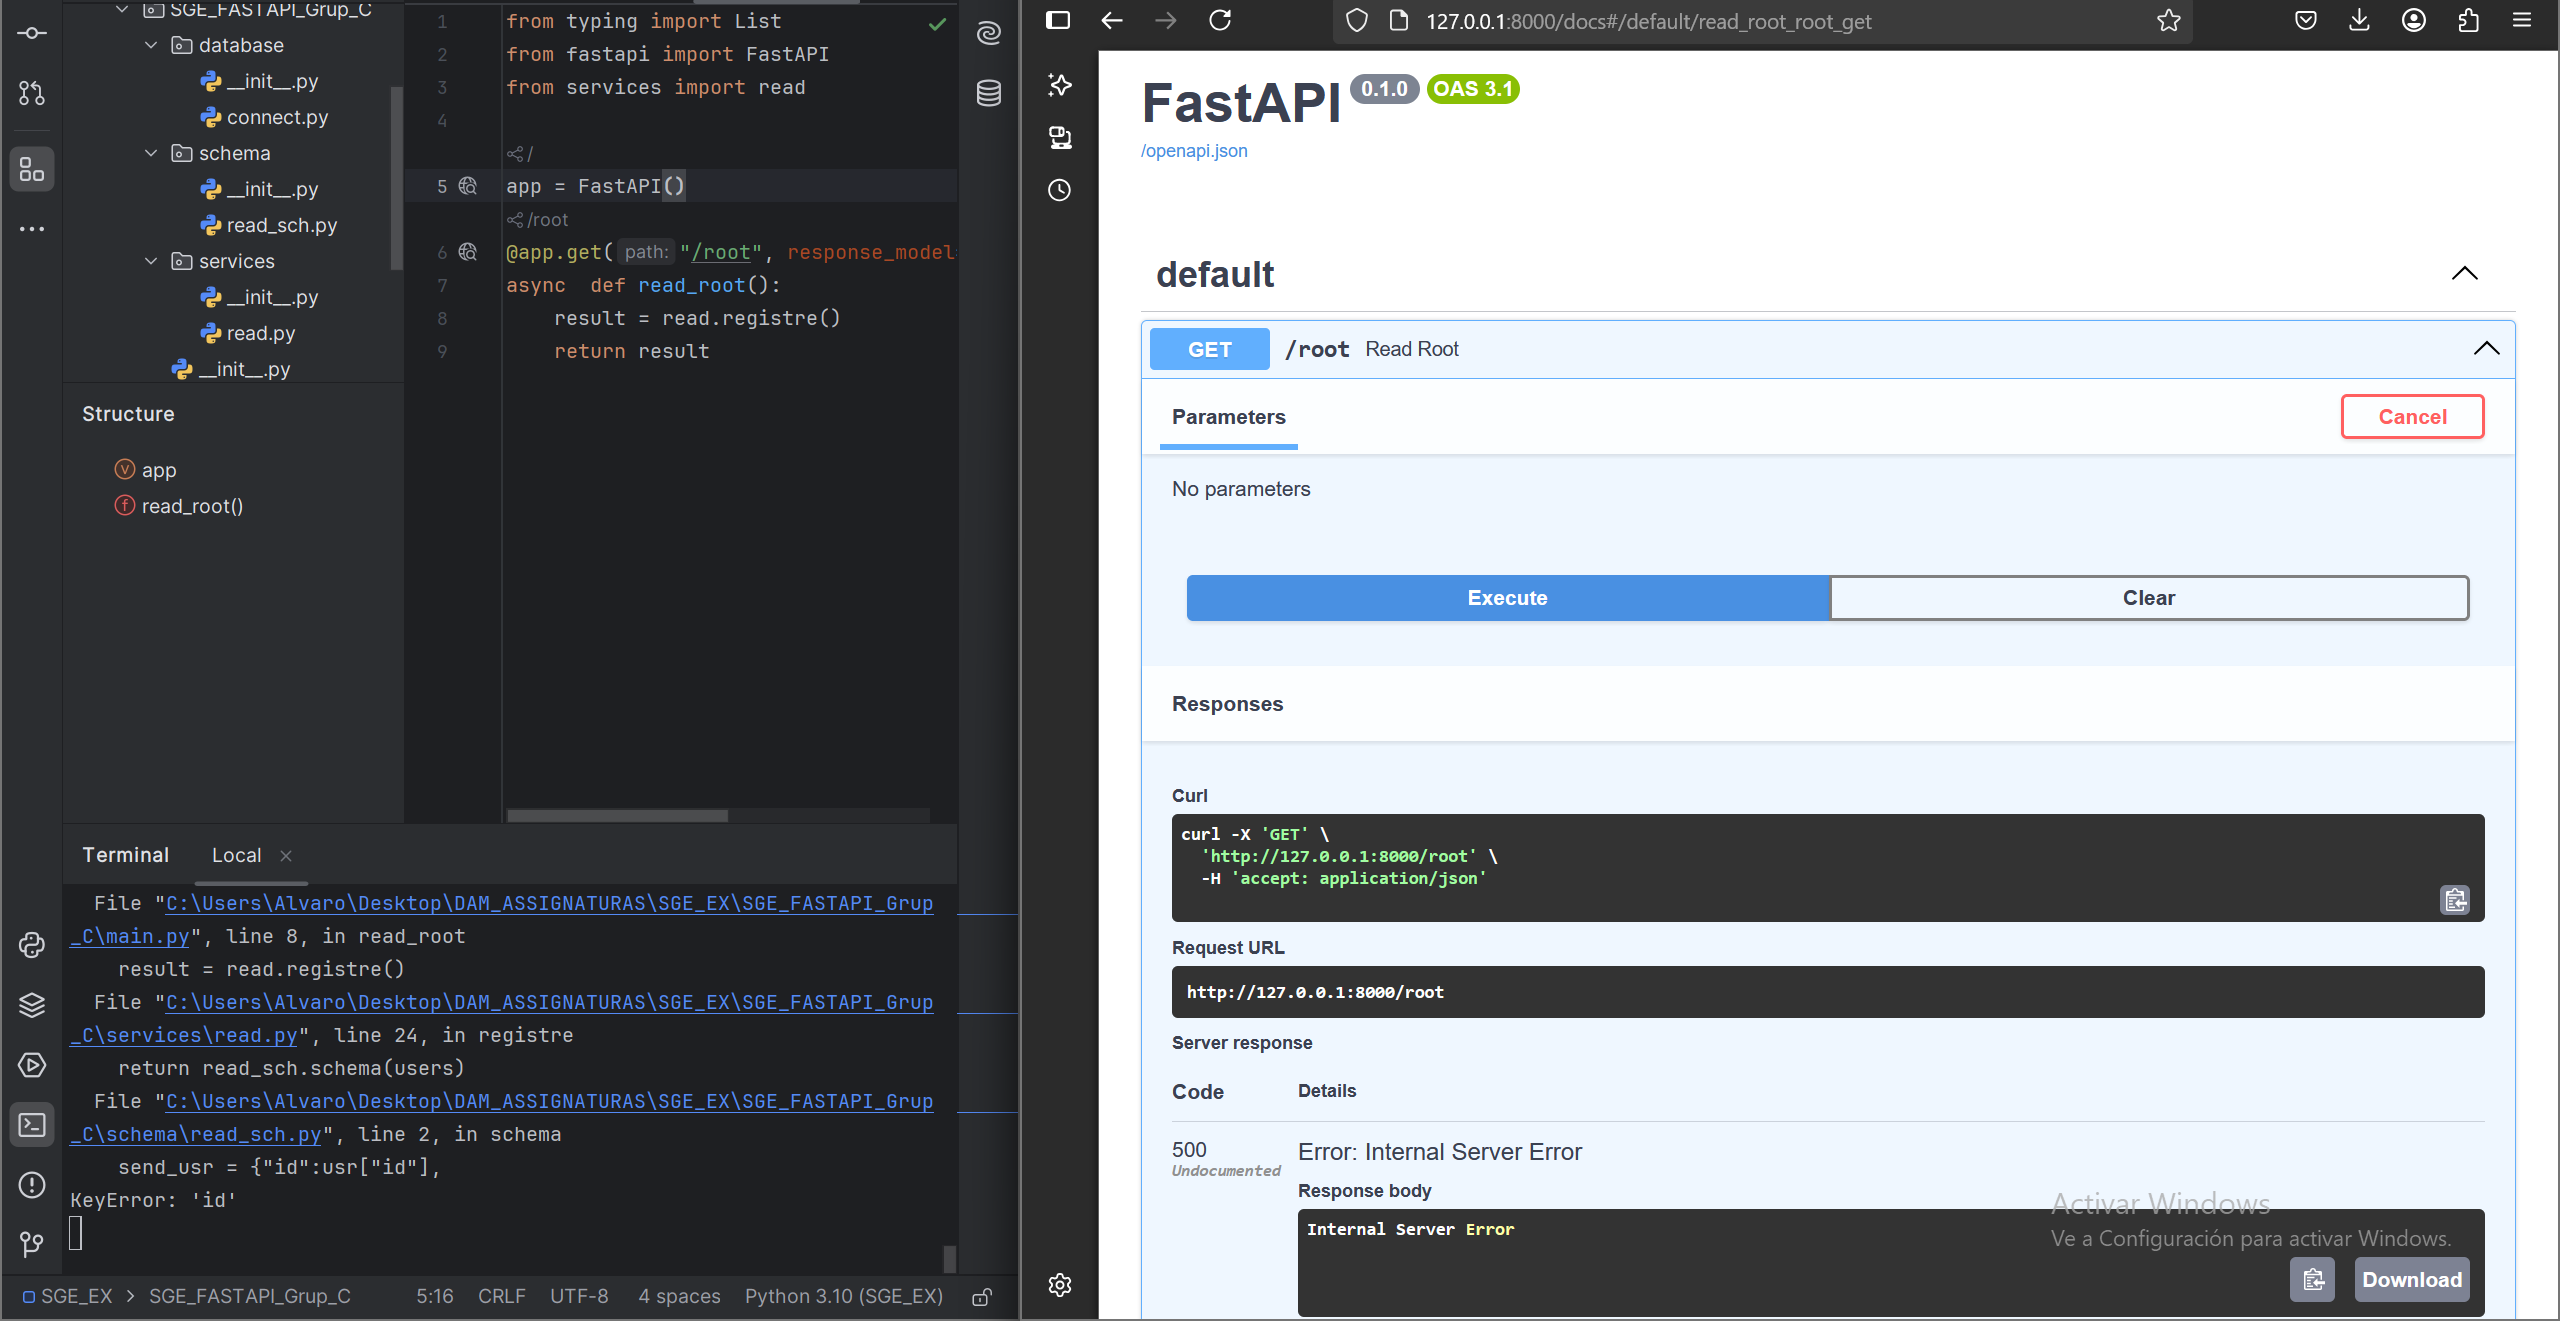 SGE_FASTAPI_Grup_C
database
__init__.py
connect.py
schema
__init__.py
read_sch.py
services
__init__.py
read.py
__init__.py
Structure
app
read_root()
1 from typing import List
2 from fastapi import FastAPI
3 from services import read
4
/
5 app = FastAPI()
/root
6 @app.get( path: "/root", response_model=
7 async  def read_root():
8     result = read.registre()
9     return result
Terminal Local
  File "C:\Users\Alvaro\Desktop\DAM_ASSIGNATURAS\SGE_EX\SGE_FASTAPI_Grup
_C\main.py", line 8, in read_root
    result = read.registre()
  File "C:\Users\Alvaro\Desktop\DAM_ASSIGNATURAS\SGE_EX\SGE_FASTAPI_Grup
_C\services\read.py", line 24, in registre
    return read_sch.schema(users)
  File "C:\Users\Alvaro\Desktop\DAM_ASSIGNATURAS\SGE_EX\SGE_FASTAPI_Grup
_C\schema\read_sch.py", line 2, in schema
    send_usr = {"id":usr["id"],
KeyError: 'id'
SGE_EX > SGE_FASTAPI_Grup_C 5:16 CRLF UTF-8 4 spaces Python 3.10 (SGE_EX)
127.0.0.1:8000/docs#/default/read_root_root_get
FastAPI 0.1.0 OAS 3.1
/openapi.json
default
GET /root Read Root
Parameters Cancel
No parameters
Execute Clear
Responses
Curl
curl -X 'GET' \
  'http://127.0.0.1:8000/root' \
  -H 'accept: application/json'
Request URL
http://127.0.0.1:8000/root
Server response
Code Details
500 Error: Internal Server Error
Undocumented
Response body
Internal Server Error
Download
Activar Windows
Ve a Configuración para activar Windows.